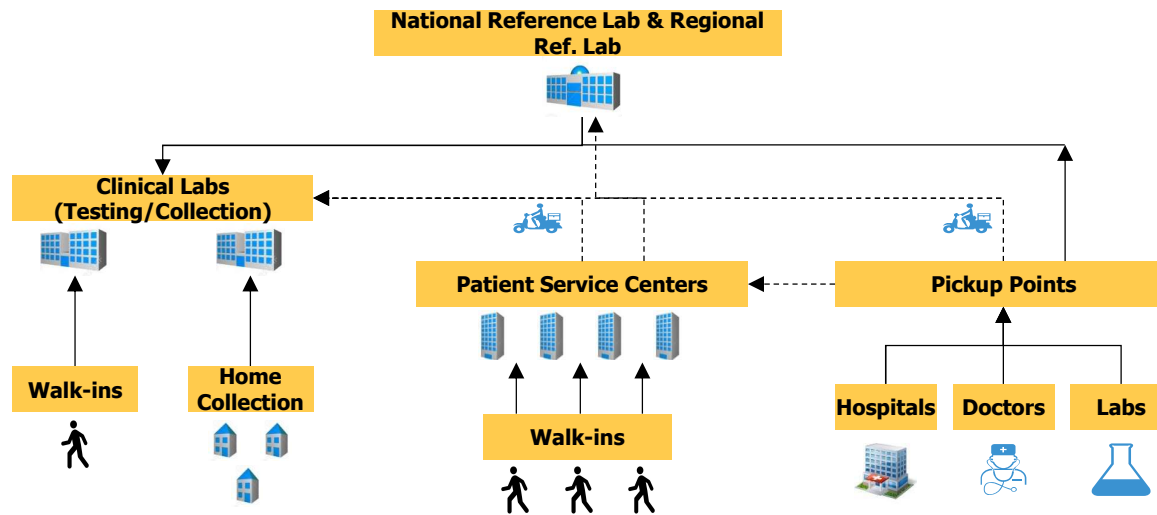 National Reference Lab & Regional
Ref. Lab
Clinical Labs
(Testing/Collection)
Patient Service Centers
Pickup Points
Walk-ins
Home
Collection
Walk-ins
Hospitals
Doctors
Labs